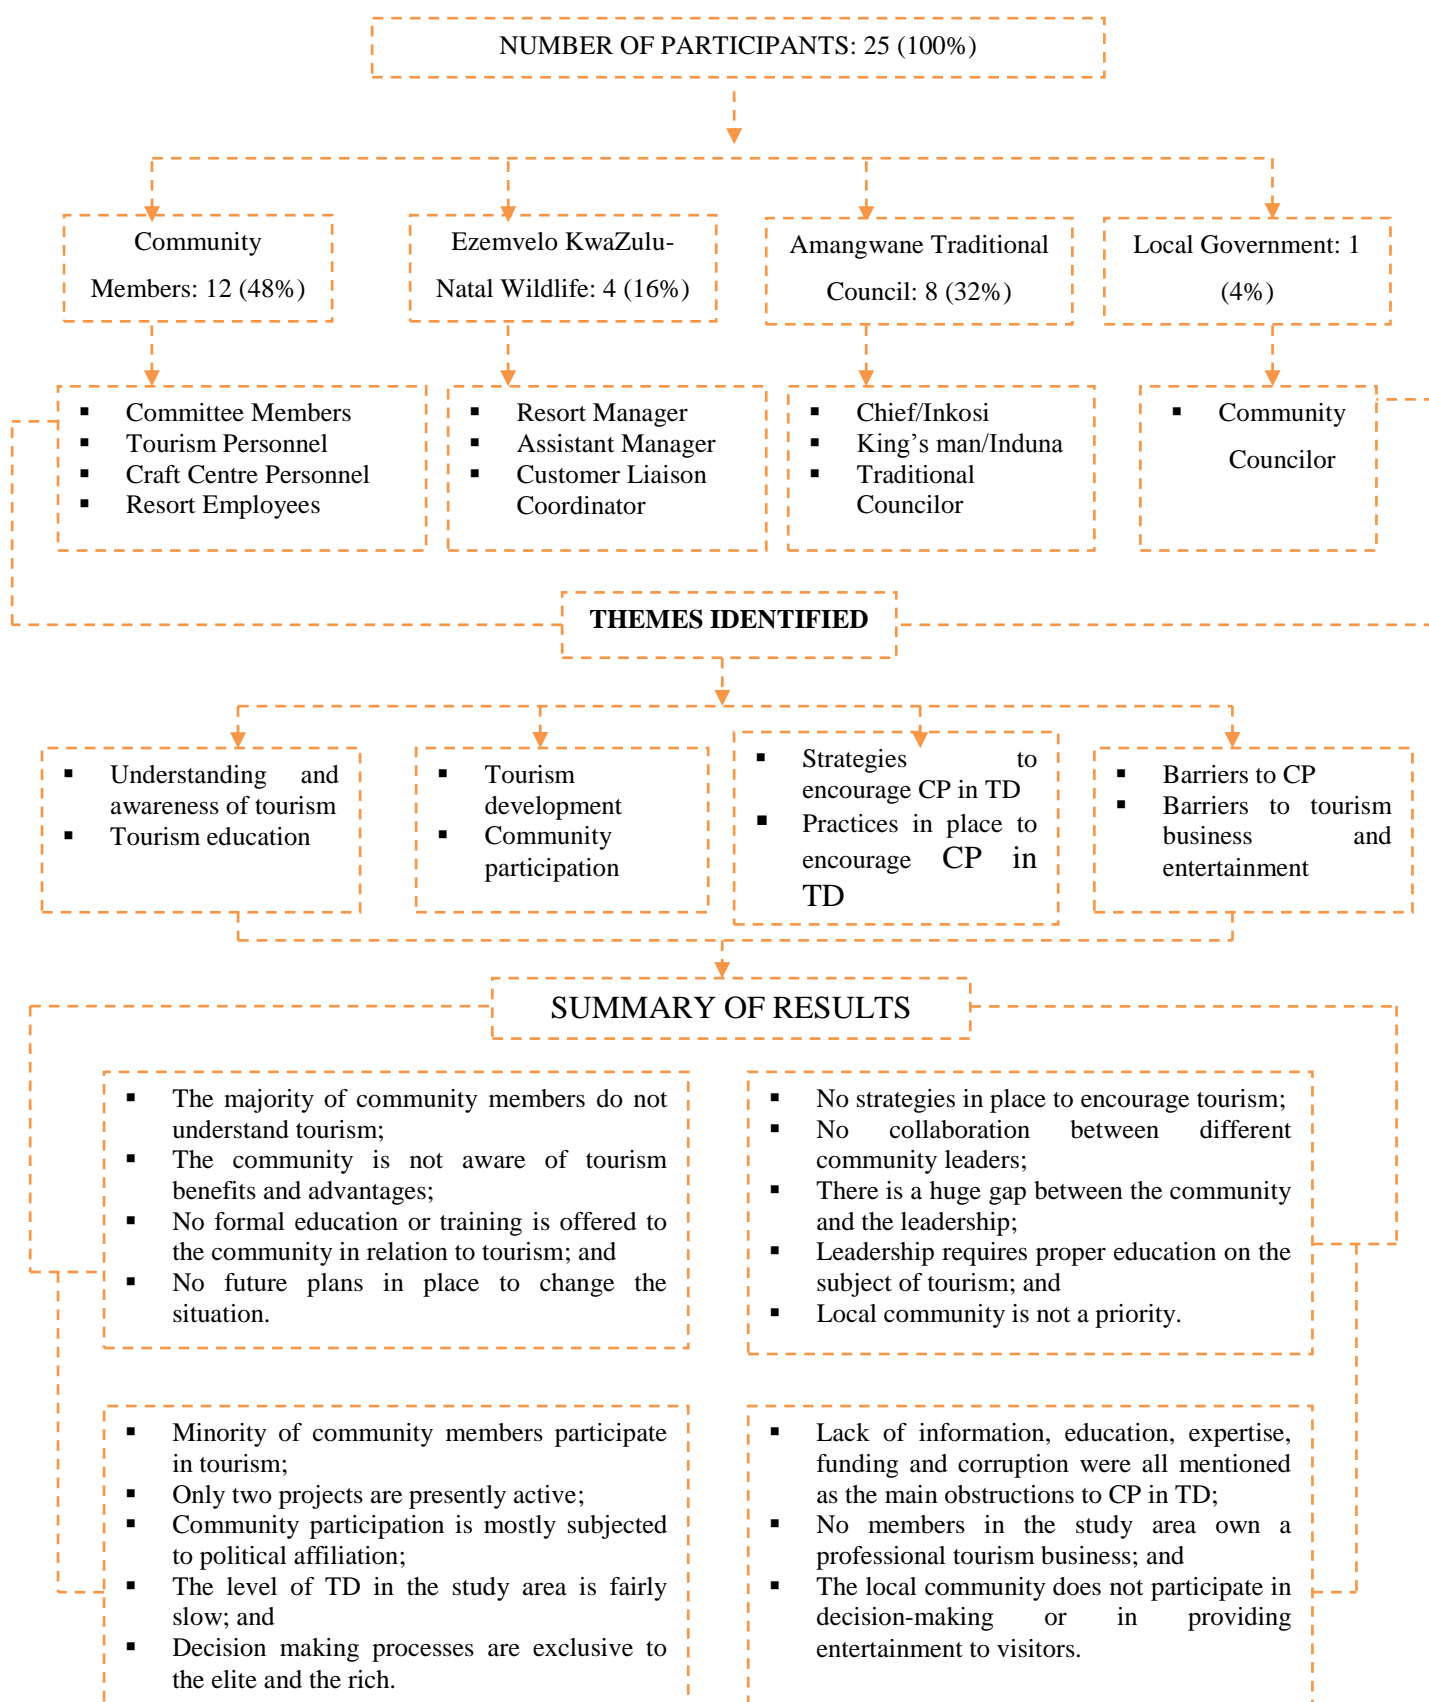 NUMBER OF PARTICIPANTS: 25 (100%)
Community
Members: 12 (48%)
Ezemvelo KwaZulu-
Natal Wildlife: 4 (16%)
Amangwane Traditional
Council: 8 (32%)
Local Government: 1
(4%)
▪ Committee Members
▪ Tourism Personnel
▪ Craft Centre Personnel
▪ Resort Employees
▪ Resort Manager
▪ Assistant Manager
▪ Customer Liaison
Coordinator
▪ Chief/Inkosi
▪ King's man/Induna
▪ Traditional
Councilor
▪ Community
Councilor
THEMES IDENTIFIED
▪ Understanding and
awareness of tourism
▪ Tourism education
▪ Tourism
development
▪ Community
participation
▪ Strategies to
encourage CP in TD
▪ Practices in place to
encourage CP in
TD
▪ Barriers to CP
▪ Barriers to tourism
business and
entertainment
SUMMARY OF RESULTS
▪ The majority of community members do not
understand tourism;
▪ The community is not aware of tourism
benefits and advantages;
▪ No formal education or training is offered to
the community in relation to tourism; and
▪ No future plans in place to change the
situation.
▪ No strategies in place to encourage tourism;
▪ No collaboration between different
community leaders;
▪ There is a huge gap between the community
and the leadership;
▪ Leadership requires proper education on the
subject of tourism; and
▪ Local community is not a priority.
▪ Minority of community members participate
in tourism;
▪ Only two projects are presently active;
▪ Community participation is mostly subjected
to political affiliation;
▪ The level of TD in the study area is fairly
slow; and
▪ Decision making processes are exclusive to
the elite and the rich.
▪ Lack of information, education, expertise,
funding and corruption were all mentioned
as the main obstructions to CP in TD;
▪ No members in the study area own a
professional tourism business; and
▪ The local community does not participate in
decision-making or in providing
entertainment to visitors.